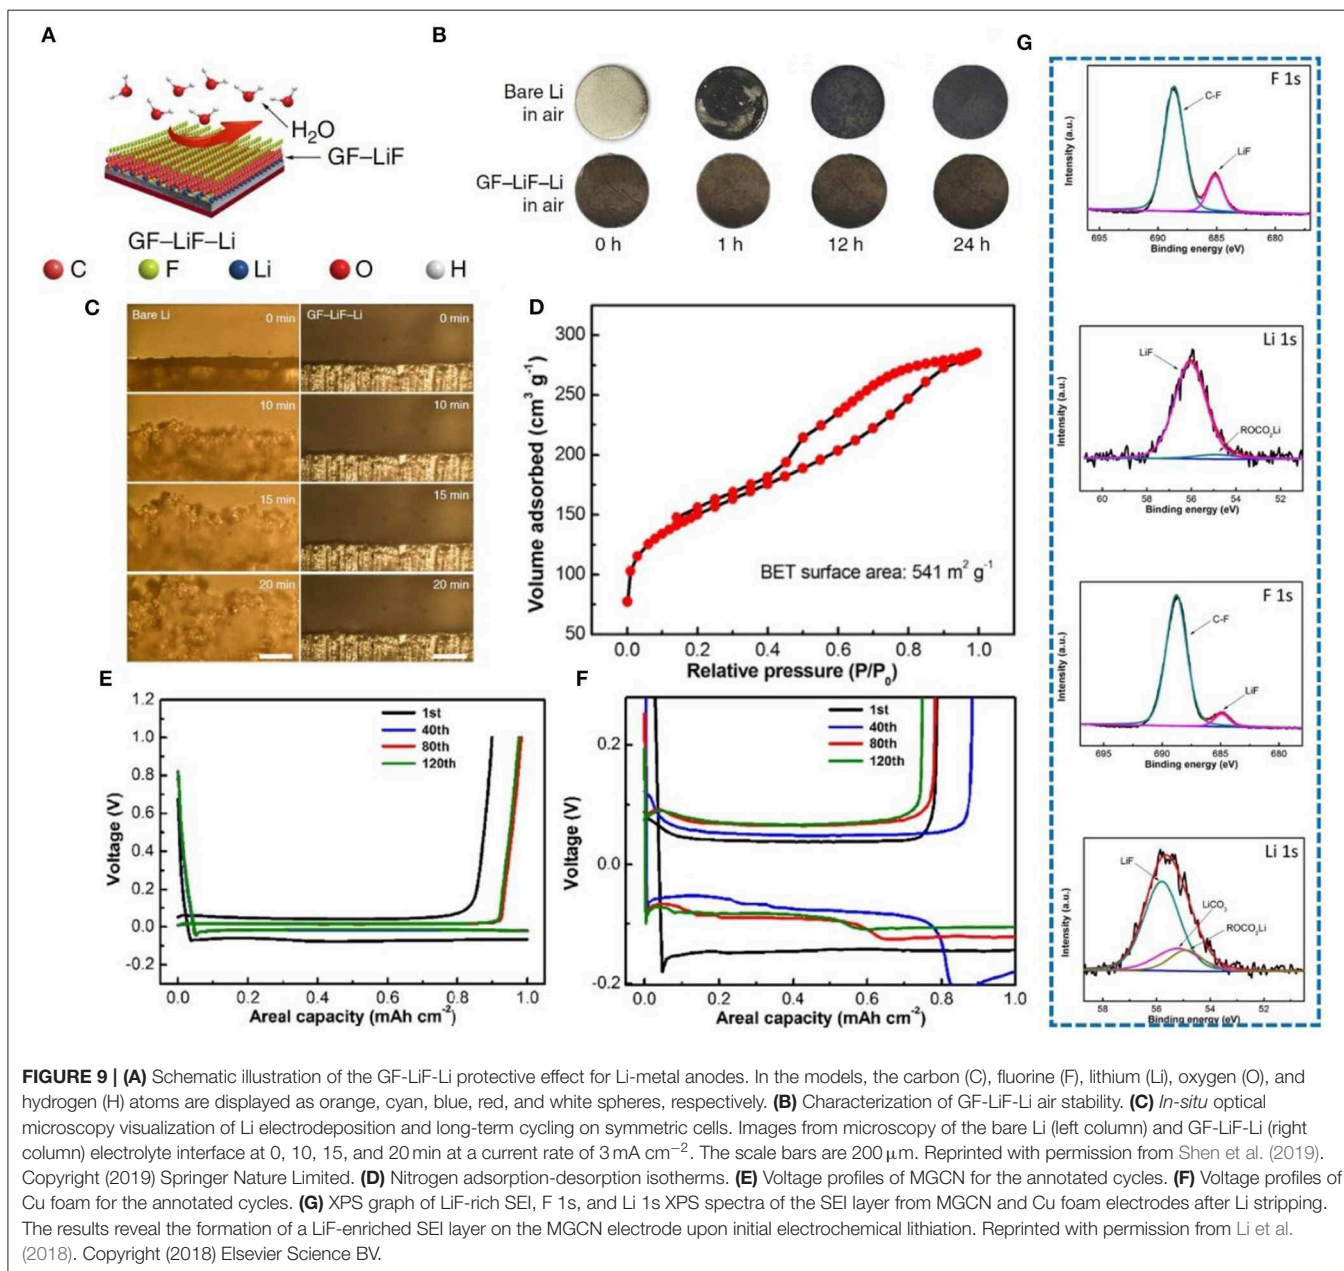 A
H₂O
GF–LiF
GF–LiF–Li
C
F
Li
O
H
B
Bare Li
in air
GF–LiF–Li
in air
0 h
1 h
12 h
24 h
C
Bare Li
0 min
GF–LiF–Li
0 min
10 min
10 min
15 min
15 min
20 min
20 min
D
Volume adsorbed (cm³ g⁻¹)
300
250
200
150
100
50
BET surface area: 541 m² g⁻¹
0.0 0.2 0.4 0.6 0.8 1.0
Relative pressure (P/P₀)
E
Voltage (V)
1.2
1.0
0.8
0.6
0.4
0.2
0.0
-0.2
1st
40th
80th
120th
0.0 0.2 0.4 0.6 0.8 1.0
Areal capacity (mAh cm⁻²)
F
Voltage (V)
0.2
0.0
-0.2
1st
40th
80th
120th
0.0 0.2 0.4 0.6 0.8 1.0
Areal capacity (mAh cm⁻²)
G
F 1s
C-F
LiF
Intensity (a.u.)
695 690 685 680
Binding energy (eV)
Li 1s
LiF
ROCO₂Li
Intensity (a.u.)
60 58 56 54 52
Binding energy (eV)
F 1s
C-F
LiF
Intensity (a.u.)
695 690 685 680
Binding energy (eV)
Li 1s
LiF
LiCO₃
ROCO₂Li
Intensity (a.u.)
58 56 54 52
Binding energy (eV)
FIGURE 9 | (A) Schematic illustration of the GF-LiF-Li protective effect for Li-metal anodes. In the models, the carbon (C), fluorine (F), lithium (Li), oxygen (O), and
hydrogen (H) atoms are displayed as orange, cyan, blue, red, and white spheres, respectively. (B) Characterization of GF-LiF-Li air stability. (C) In-situ optical
microscopy visualization of Li electrodeposition and long-term cycling on symmetric cells. Images from microscopy of the bare Li (left column) and GF-LiF-Li (right
column) electrolyte interface at 0, 10, 15, and 20 min at a current rate of 3 mA cm⁻². The scale bars are 200 μm. Reprinted with permission from Shen et al. (2019).
Copyright (2019) Springer Nature Limited. (D) Nitrogen adsorption-desorption isotherms. (E) Voltage profiles of MGCN for the annotated cycles. (F) Voltage profiles of
Cu foam for the annotated cycles. (G) XPS graph of LiF-rich SEI, F 1s, and Li 1s XPS spectra of the SEI layer from MGCN and Cu foam electrodes after Li stripping.
The results reveal the formation of a LiF-enriched SEI layer on the MGCN electrode upon initial electrochemical lithiation. Reprinted with permission from Li et al.
(2018). Copyright (2018) Elsevier Science BV.